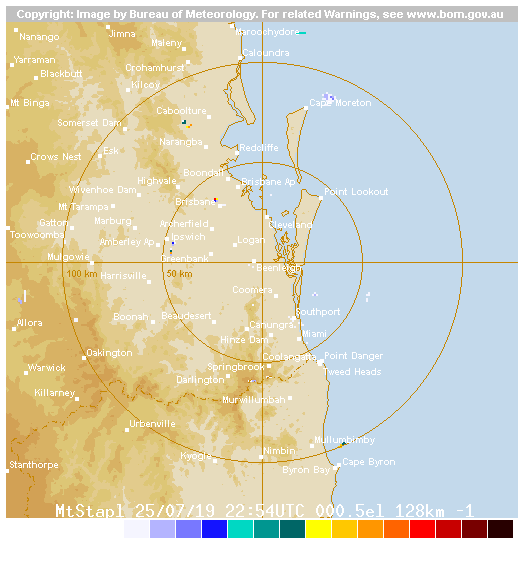 Copyright: Image by Bureau of Meteorology. For related Warnings, see www.bom.gov.au
Nanango
Jimna
Maroochydore
Maleny
Caloundra
Yarraman
Crohamhurst
Blackbutt
Kilcoy
Mt Binga
Caboolture
Cape Moreton
Somerset Dam
Narangba
Redcliffe
Crows Nest
Esk
Boondall
Highvale
Brisbane Ap
Wivenhoe Dam
Point Lookout
Mt Tarampa
Brisbane
Gatton
Marburg
Archerfield
Cleveland
Toowoomba
Amberley Ap
Ipswich
Logan
Mulgowie
Greenbank
Beenleigh
100 km
50 km
Harrisville
Coomera
Allora
Boonah
Beaudesert
Southport
Canungra
Hinze Dam
Miami
Oakington
Coolangatta
Point Danger
Warwick
Springbrook
Tweed Heads
Darlington
Killarney
Murwillumbah
Urbenville
Mullumbimby
Nimbin
Kyogle
Stanthorpe
Byron Bay
Cape Byron
MtStapl 25/07/19 22:54UTC 000.5el 128km -1